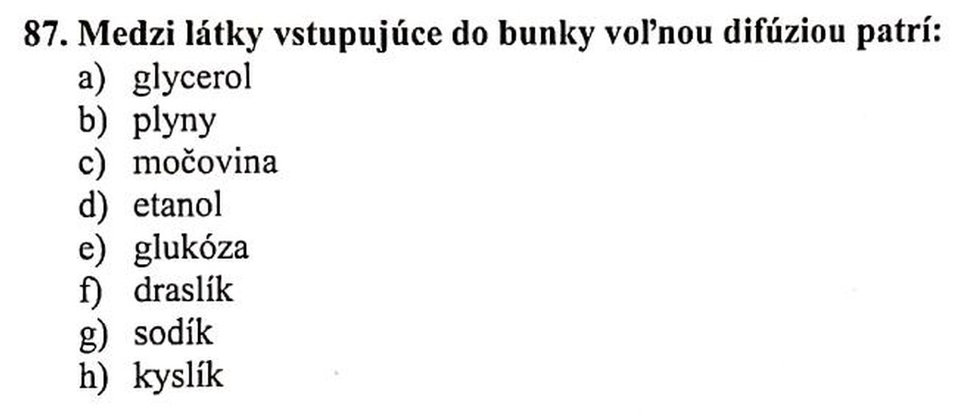 87. Medzi látky vstupujúce do bunky voľnou difúziou patrí:
a) glycerol
b) plyny
c) močovina
d) etanol
e) glukóza
f) draslík
g) sodík
h) kyslík